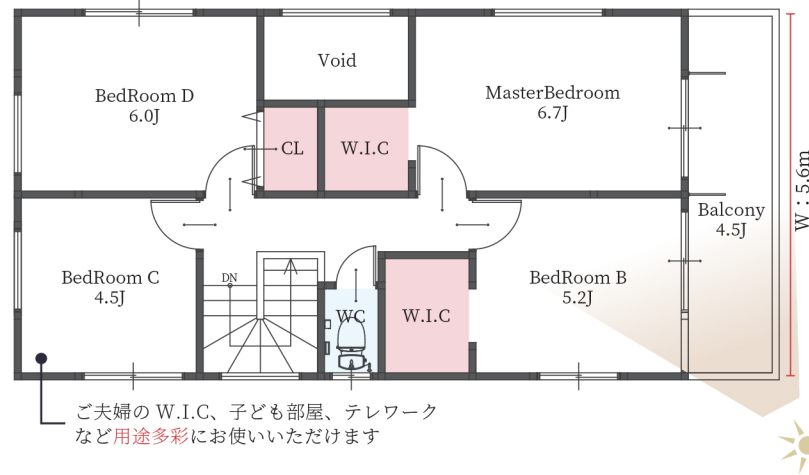 Void
BedRoom D
6.0J
MasterBedroom
6.7J
CL
W.I.C
W：5.6m
Balcony
4.5J
BedRoom C
4.5J
DN
BedRoom B
5.2J
WC
W.I.C
ご夫婦の W.I.C、子ども部屋、テレワーク
など用途多彩にお使いいただけます